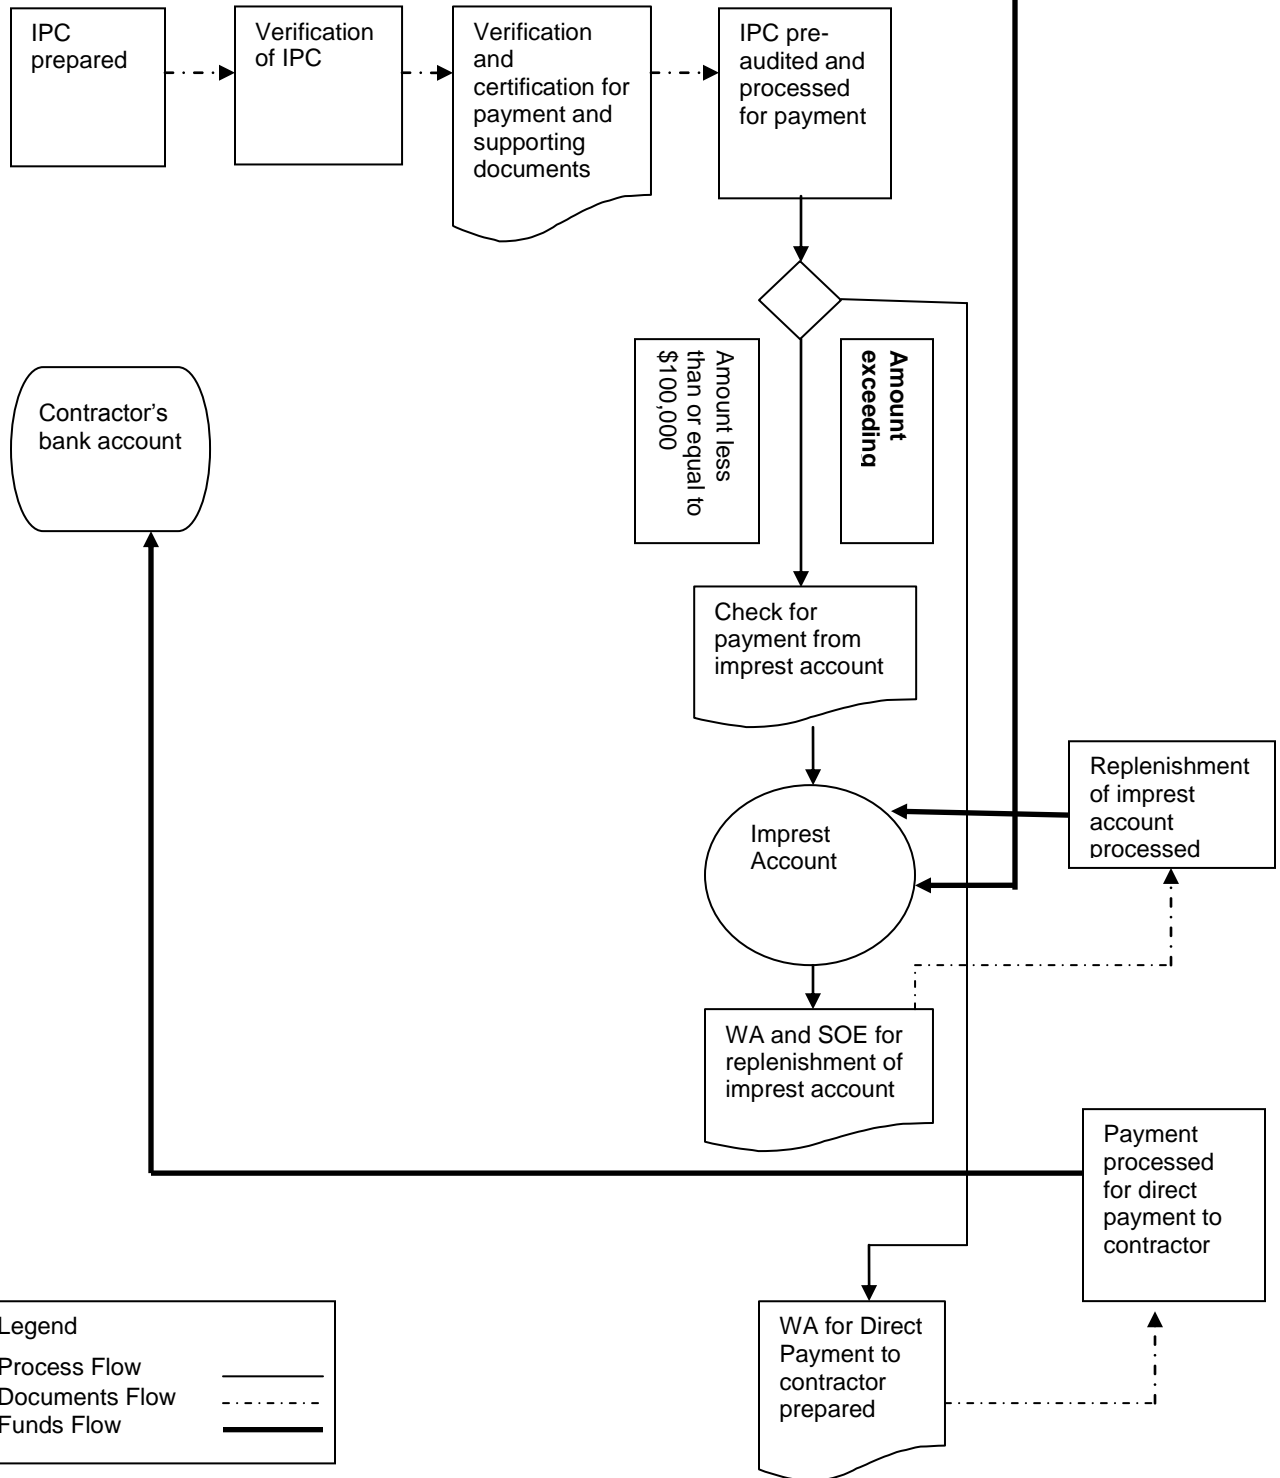 IPC
prepared
Verification
of IPC
Verification
and
certification for
payment and
supporting
documents
IPC pre-
audited and
processed
for payment
Amount less
than or equal to
$100,000
Amount
exceeding
Contractor’s
bank account
Check for
payment from
imprest account
Imprest
Account
Replenishment
of imprest
account
processed
WA and SOE for
replenishment of
imprest account
Payment
processed
for direct
payment to
contractor
WA for Direct
Payment to
contractor
prepared
Legend
Process Flow
Documents Flow
Funds Flow